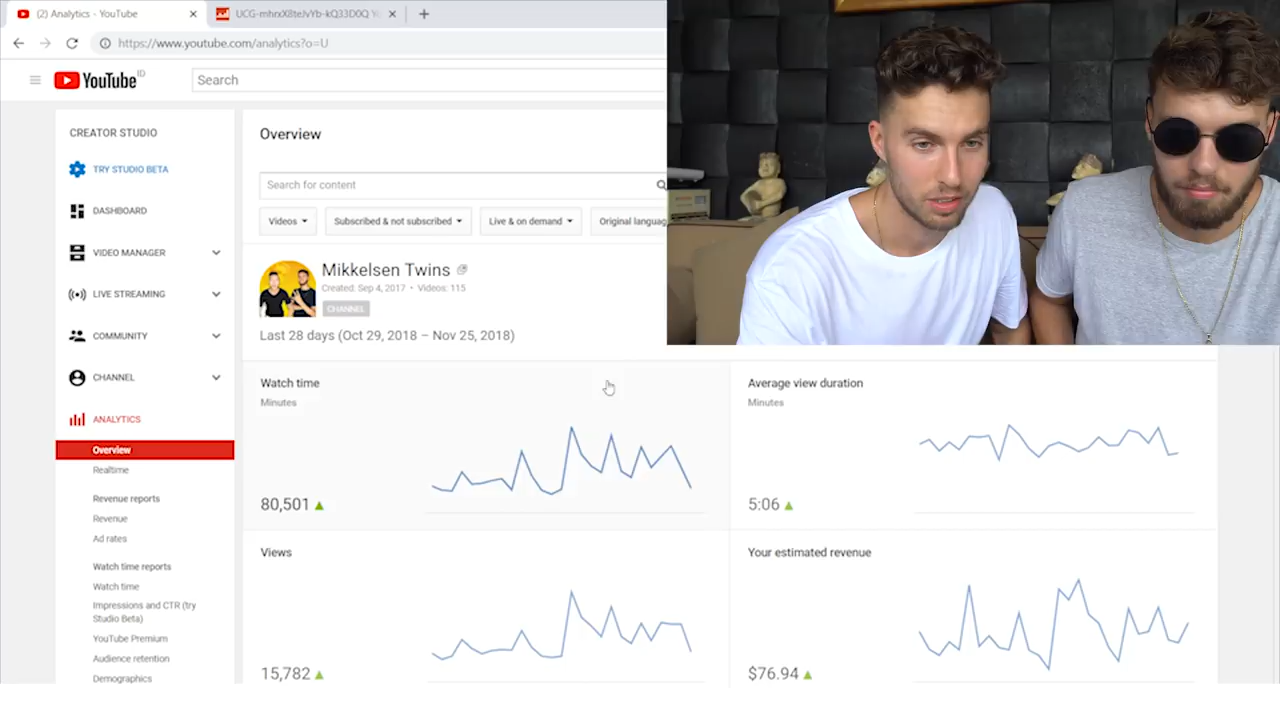 (2) Analytics - YouTube
UCG-mhrxX8teJvYb-kQ33D0Q Y
https://www.youtube.com/analytics?o=U
YouTube ID
Search
CREATOR STUDIO
TRY STUDIO BETA
DASHBOARD
VIDEO MANAGER
LIVE STREAMING
COMMUNITY
CHANNEL
ANALYTICS
Overview
Realtime
Revenue reports
Revenue
Ad rates
Watch time reports
Watch time
Impressions and CTR (try
Studio Beta)
YouTube Premium
Audience retention
Demographics
Overview
Search for content
Videos
Subscribed & not subscribed
Live & on demand
Original languag
Mikkelsen Twins
Created: Sep 4, 2017 • Videos: 115
CHANNEL
Last 28 days (Oct 29, 2018 – Nov 25, 2018)
Watch time
Minutes
80,501
Average view duration
Minutes
5:06
Views
15,782
Your estimated revenue
$76.94